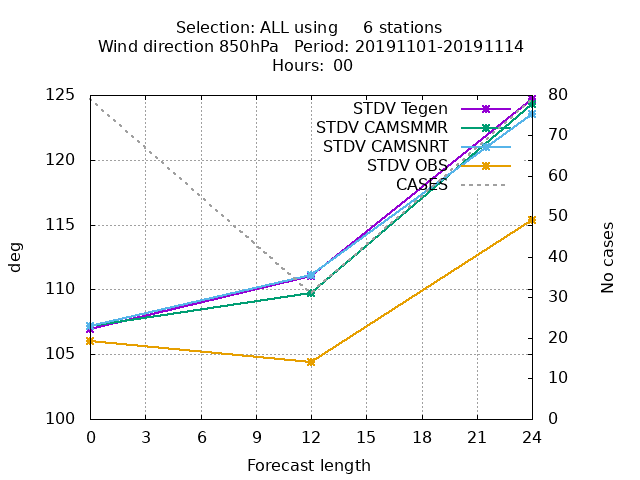 Selection: ALL using     6 stations
Wind direction 850hPa   Period: 20191101-20191114
Hours:  00
125
120
115
110
105
100
deg
80
70
60
50
40
30
20
10
0
No cases
STDV Tegen
STDV CAMSMMR
STDV CAMSNRT
STDV OBS
CASES
0 3 6 9 12 15 18 21 24
Forecast length